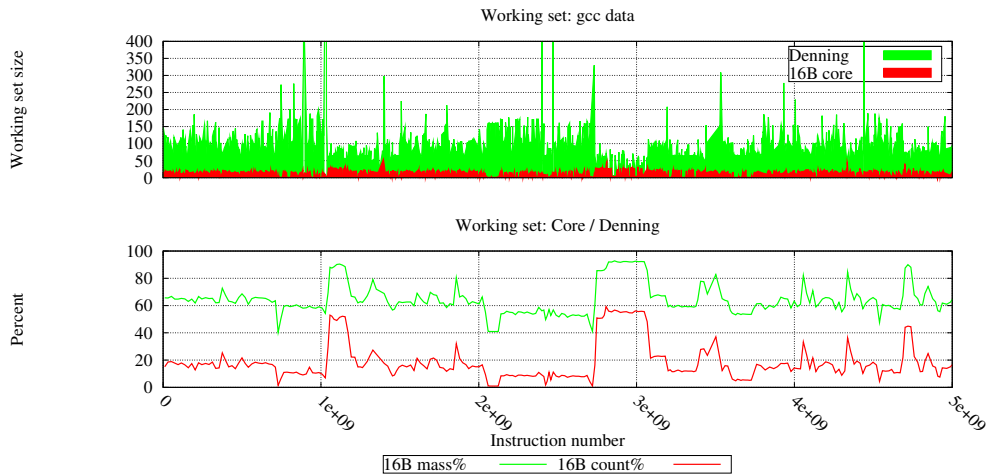 Working set: gcc data
Working set size
400
350
300
250
200
150
100
50
0
Denning
16B core
Working set: Core / Denning
Percent
100
80
60
40
20
0
0
1e+09
2e+09
3e+09
4e+09
5e+09
Instruction number
16B mass%
16B count%